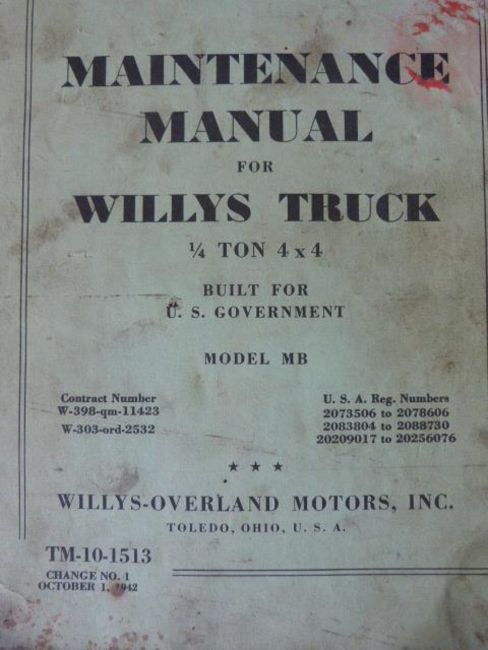 MAINTENANCE
MANUAL
FOR
WILLYS TRUCK
¼ TON 4 x 4
BUILT FOR
U. S. GOVERNMENT
MODEL MB
Contract Number
W-398-qm-11423
W-303-ord-2532
U. S. A. Reg. Numbers
2073506 to 2078606
2083804 to 2088730
20209017 to 20256076
★ ★ ★
WILLYS-OVERLAND MOTORS, INC.
TOLEDO, OHIO, U. S. A.
TM-10-1513
CHANGE NO. 1
OCTOBER 1, 1942